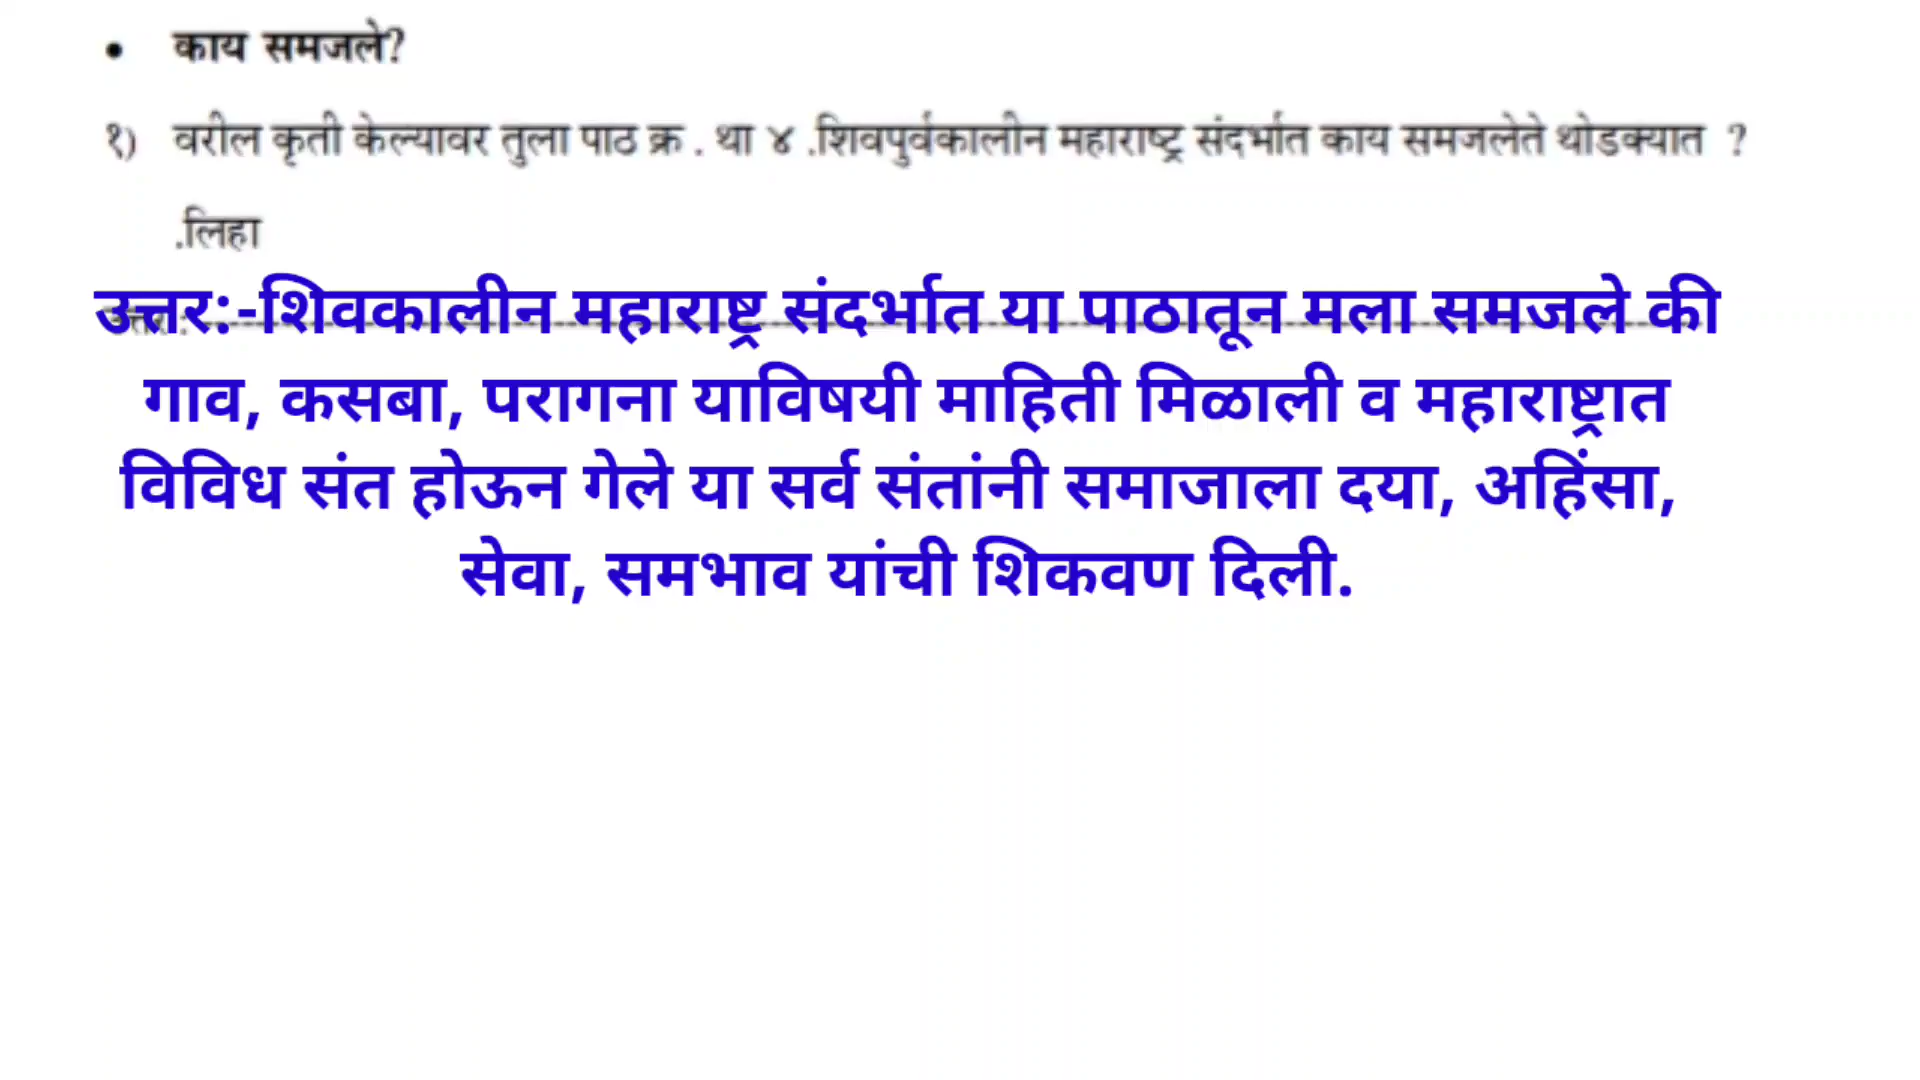 • काय समजले?
१) वरील कृती केल्यावर तुला पाठ क्र . था ४ .शिवपुर्वकालीन महाराष्ट्र संदर्भात काय समजलेते थोडक्यात ?
.लिहा
उत्तर:-शिवकालीन महाराष्ट्र संदर्भात या पाठातून मला समजले की
गाव, कसबा, परागना याविषयी माहिती मिळाली व महाराष्ट्रात
विविध संत होऊन गेले या सर्व संतांनी समाजाला दया, अहिंसा,
सेवा, समभाव यांची शिकवण दिली.